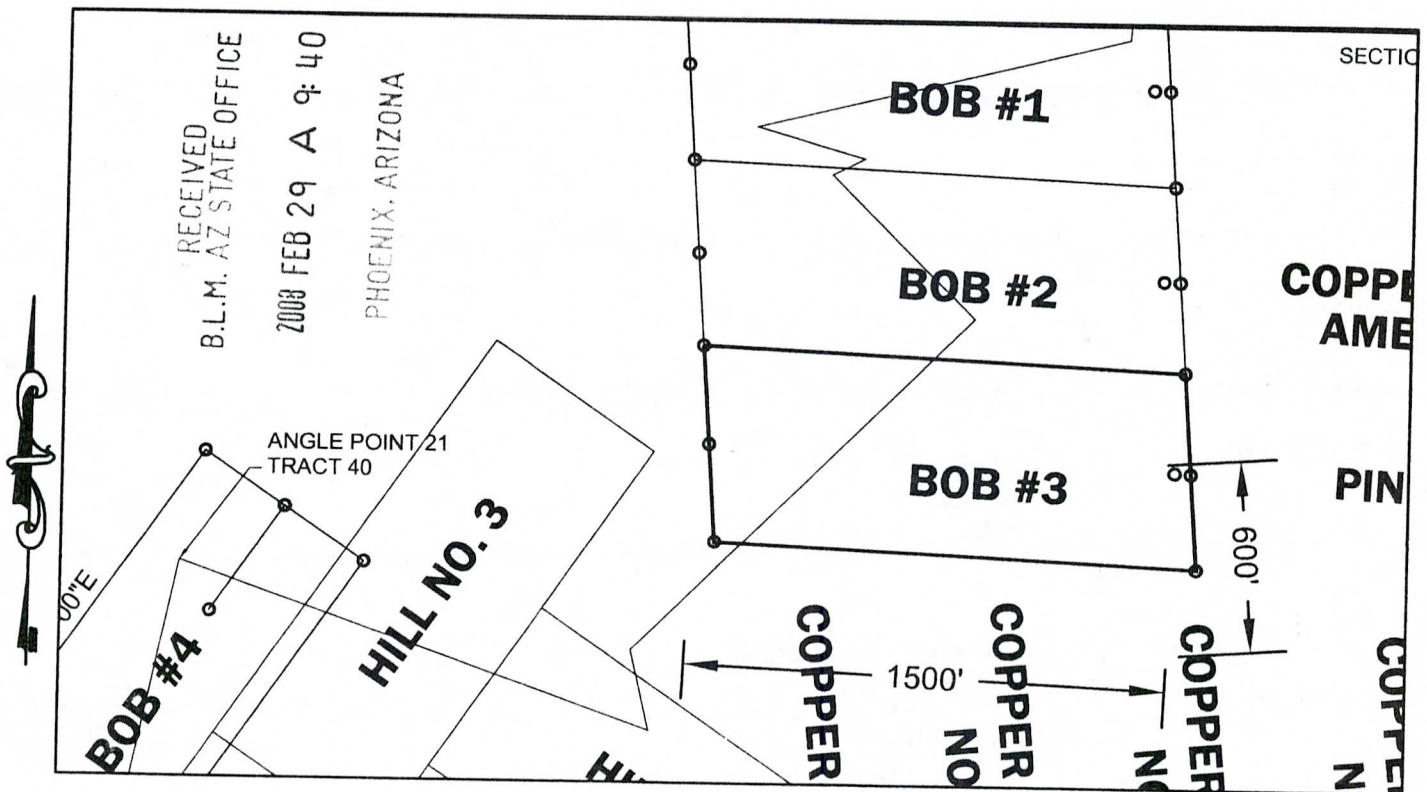 RECEIVED
B.L.M. AZ STATE OFFICE
2008 FEB 29 A 9:40
PHOENIX, ARIZONA
SECTIO
BOB #1
BOB #2
COPPE
AME
ANGLE POINT 21
TRACT 40
BOB #3
PIN
HILL NO. 3
600'
00"E
BOB #4
1500'
COPPER
COPPER
NO
COPPER
NO
COPPER
N